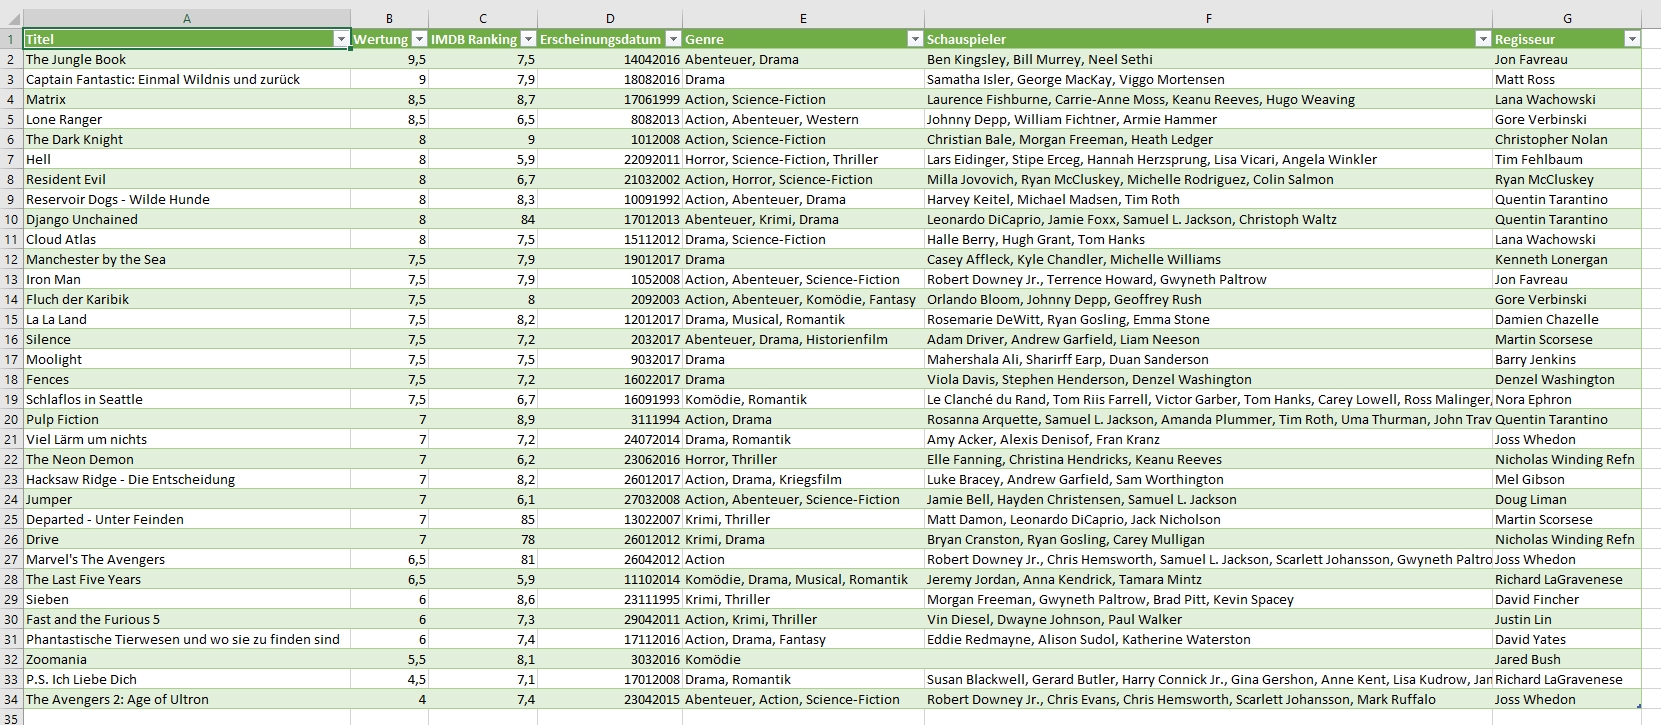 A B C D E F G
1 Titel Wertung IMDB Ranking Erscheinungsdatum Genre Schauspieler Regisseur
2 The Jungle Book 9,5 7,5 14042016 Abenteuer, Drama Ben Kingsley, Bill Murrey, Neel Sethi Jon Favreau
3 Captain Fantastic: Einmal Wildnis und zurück 9 7,9 18082016 Drama Samatha Isler, George MacKay, Viggo Mortensen Matt Ross
4 Matrix 8,5 8,7 17061999 Action, Science-Fiction Laurence Fishburne, Carrie-Anne Moss, Keanu Reeves, Hugo Weaving Lana Wachowski
5 Lone Ranger 8,5 6,5 8082013 Action, Abenteuer, Western Johnny Depp, William Fichtner, Armie Hammer Gore Verbinski
6 The Dark Knight 8 9 1012008 Action, Science-Fiction Christian Bale, Morgan Freeman, Heath Ledger Christopher Nolan
7 Hell 8 5,9 22092011 Horror, Science-Fiction, Thriller Lars Eidinger, Stipe Erceg, Hannah Herzsprung, Lisa Vicari, Angela Winkler Tim Fehlbaum
8 Resident Evil 8 6,7 21032002 Action, Horror, Science-Fiction Milla Jovovich, Ryan McCluskey, Michelle Rodriguez, Colin Salmon Ryan McCluskey
9 Reservoir Dogs - Wilde Hunde 8 8,3 10091992 Action, Abenteuer, Drama Harvey Keitel, Michael Madsen, Tim Roth Quentin Tarantino
10 Django Unchained 8 84 17012013 Abenteuer, Krimi, Drama Leonardo DiCaprio, Jamie Foxx, Samuel L. Jackson, Christoph Waltz Quentin Tarantino
11 Cloud Atlas 8 7,5 15112012 Drama, Science-Fiction Halle Berry, Hugh Grant, Tom Hanks Lana Wachowski
12 Manchester by the Sea 7,5 7,9 19012017 Drama Casey Affleck, Kyle Chandler, Michelle Williams Kenneth Lonergan
13 Iron Man 7,5 7,9 1052008 Action, Abenteuer, Science-Fiction Robert Downey Jr., Terrence Howard, Gwyneth Paltrow Jon Favreau
14 Fluch der Karibik 7,5 8 2092003 Action, Abenteuer, Komödie, Fantasy Orlando Bloom, Johnny Depp, Geoffrey Rush Gore Verbinski
15 La La Land 7,5 8,2 12012017 Drama, Musical, Romantik Rosemarie DeWitt, Ryan Gosling, Emma Stone Damien Chazelle
16 Silence 7,5 7,2 2032017 Abenteuer, Drama, Historienfilm Adam Driver, Andrew Garfield, Liam Neeson Martin Scorsese
17 Moolight 7,5 7,5 9032017 Drama Mahershala Ali, Sharirff Earp, Duan Sanderson Barry Jenkins
18 Fences 7,5 7,2 16022017 Drama Viola Davis, Stephen Henderson, Denzel Washington Denzel Washington
19 Schlaflos in Seattle 7,5 6,7 16091993 Komödie, Romantik Le Clanché du Rand, Tom Riis Farrell, Victor Garber, Tom Hanks, Carey Lowell, Ross Malinger, Nora Ephron
20 Pulp Fiction 7 8,9 3111994 Action, Drama Rosanna Arquette, Samuel L. Jackson, Amanda Plummer, Tim Roth, Uma Thurman, John Trav Quentin Tarantino
21 Viel Lärm um nichts 7 7,2 24072014 Drama, Romantik Amy Acker, Alexis Denisof, Fran Kranz Joss Whedon
22 The Neon Demon 7 6,2 23062016 Horror, Thriller Elle Fanning, Christina Hendricks, Keanu Reeves Nicholas Winding Refn
23 Hacksaw Ridge - Die Entscheidung 7 8,2 26012017 Action, Drama, Kriegsfilm Luke Bracey, Andrew Garfield, Sam Worthington Mel Gibson
24 Jumper 7 6,1 27032008 Action, Abenteuer, Science-Fiction Jamie Bell, Hayden Christensen, Samuel L. Jackson Doug Liman
25 Departed - Unter Feinden 7 85 13022007 Krimi, Thriller Matt Damon, Leonardo DiCaprio, Jack Nicholson Martin Scorsese
26 Drive 7 78 26012012 Krimi, Drama Bryan Cranston, Ryan Gosling, Carey Mulligan Nicholas Winding Refn
27 Marvel's The Avengers 6,5 81 26042012 Action Robert Downey Jr., Chris Hemsworth, Samuel L. Jackson, Scarlett Johansson, Gwyneth Paltro Joss Whedon
28 The Last Five Years 6,5 5,9 11102014 Komödie, Drama, Musical, Romantik Jeremy Jordan, Anna Kendrick, Tamara Mintz Richard LaGravenese
29 Sieben 6 8,6 23111995 Krimi, Thriller Morgan Freeman, Gwyneth Paltrow, Brad Pitt, Kevin Spacey David Fincher
30 Fast and the Furious 5 6 7,3 29042011 Action, Krimi, Thriller Vin Diesel, Dwayne Johnson, Paul Walker Justin Lin
31 Phantastische Tierwesen und wo sie zu finden sind 6 7,4 17112016 Action, Drama, Fantasy Eddie Redmayne, Alison Sudol, Katherine Waterston David Yates
32 Zoomania 5,5 8,1 3032016 Komödie Jared Bush
33 P.S. Ich Liebe Dich 4,5 7,1 17012008 Drama, Romantik Susan Blackwell, Gerard Butler, Harry Connick Jr., Gina Gershon, Anne Kent, Lisa Kudrow, Jan Richard LaGravenese
34 The Avengers 2: Age of Ultron 4 7,4 23042015 Abenteuer, Action, Science-Fiction Robert Downey Jr., Chris Evans, Chris Hemsworth, Scarlett Johansson, Mark Ruffalo Joss Whedon
35